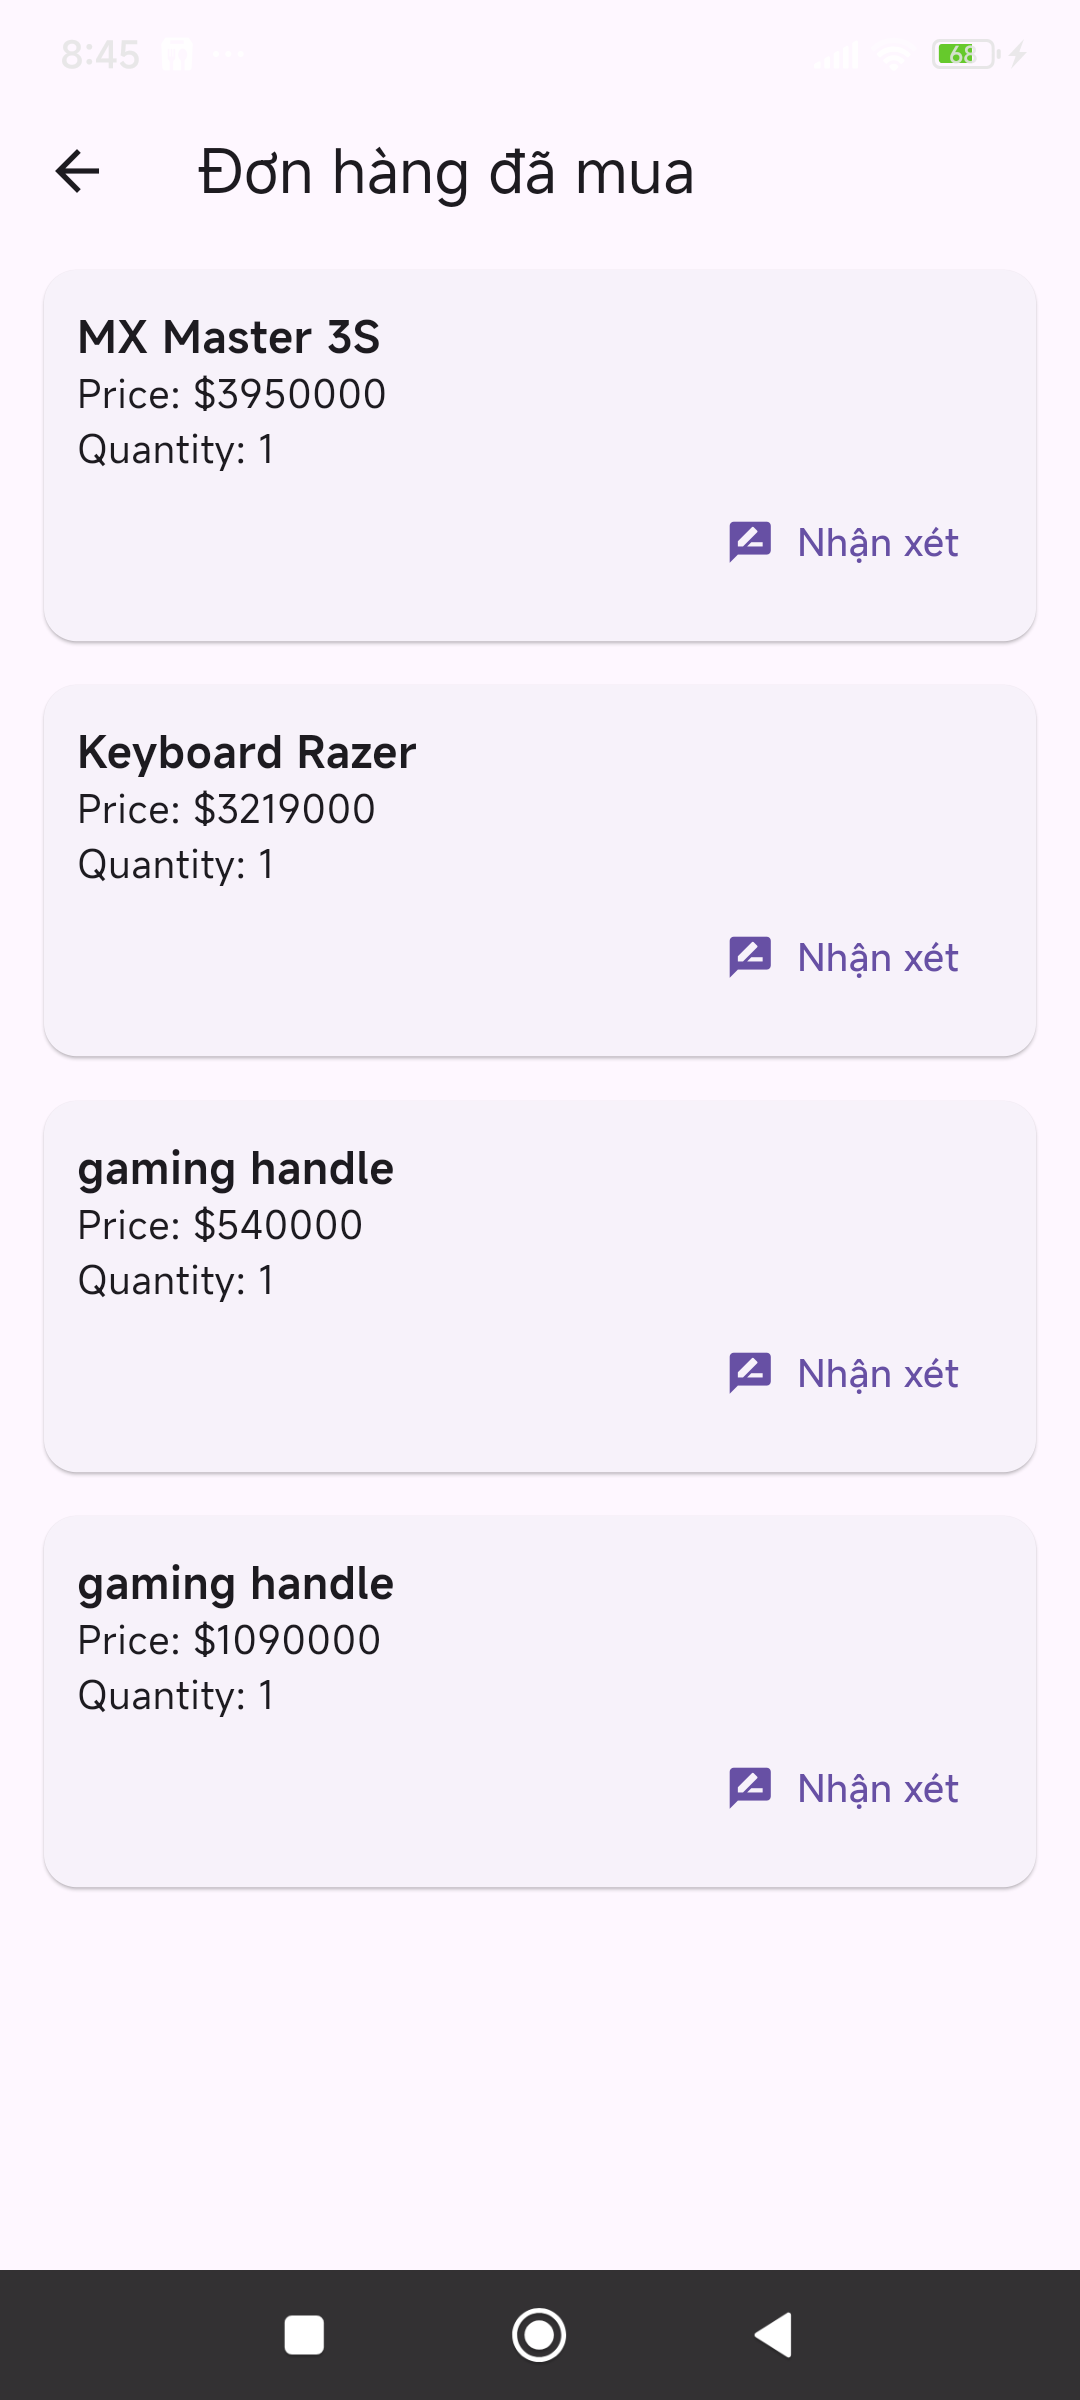 8:45
68
Đơn hàng đã mua
MX Master 3S
Price: $3950000
Quantity: 1
Nhận xét
Keyboard Razer
Price: $3219000
Quantity: 1
Nhận xét
gaming handle
Price: $540000
Quantity: 1
Nhận xét
gaming handle
Price: $1090000
Quantity: 1
Nhận xét